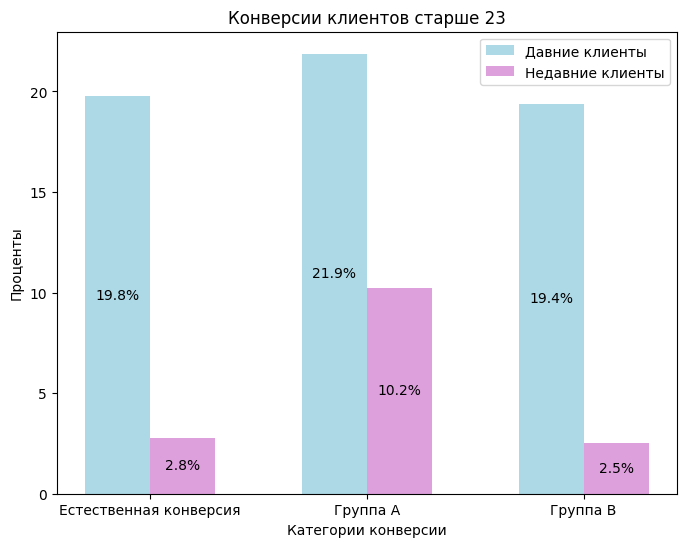 Конверсии клиентов старше 23
Давние клиенты
Недавние клиенты
Проценты
20
15
10
5
0
19.8%
2.8%
21.9%
10.2%
19.4%
2.5%
Естественная конверсия
Группа А
Группа В
Категории конверсии